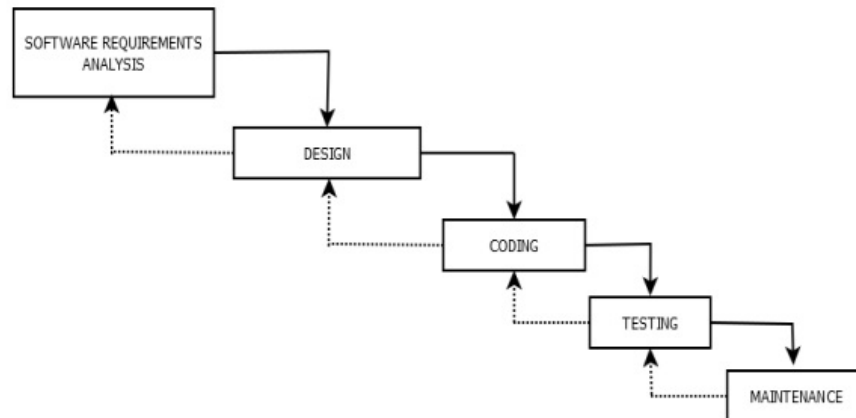 SOFTWARE REQUIREMENTS
ANALYSIS
DESIGN
CODING
TESTING
MAINTENANCE